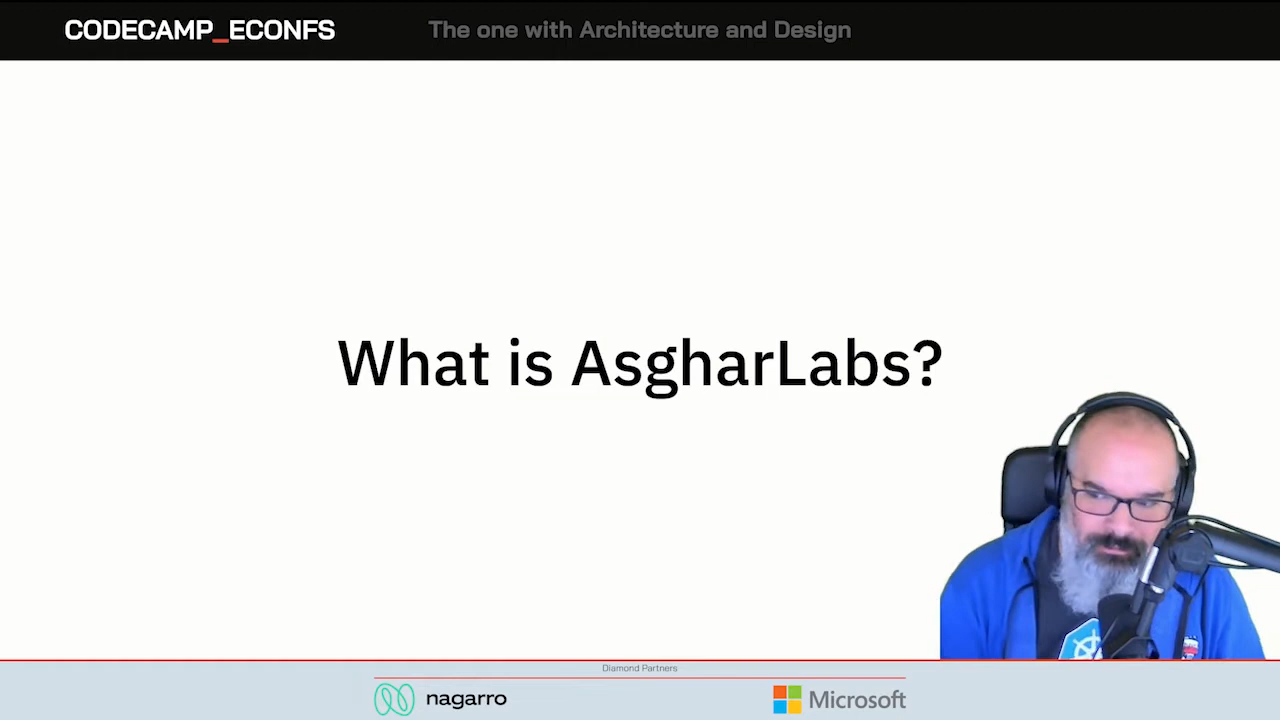 CODECAMP_ECONFS
The one with Architecture and Design
What is AsgharLabs?
Diamond Partners
nagarro
Microsoft